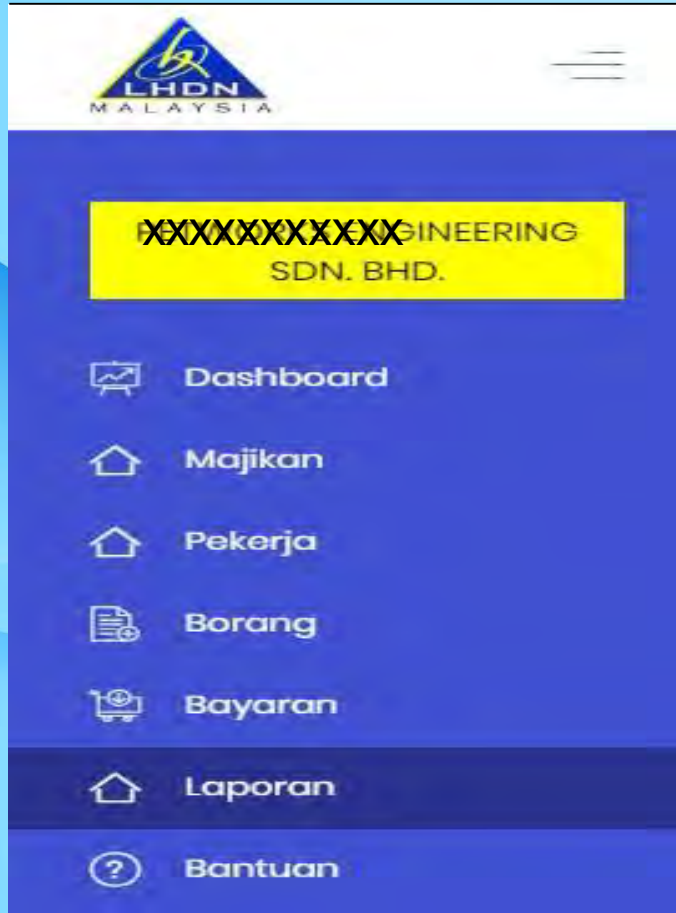 LHDN
MALAYSIA
XXXXXXXXXXXGINEERING
SDN. BHD.
Dashboard
Majikan
Pekerja
Borang
Bayaran
Laporan
Bantuan